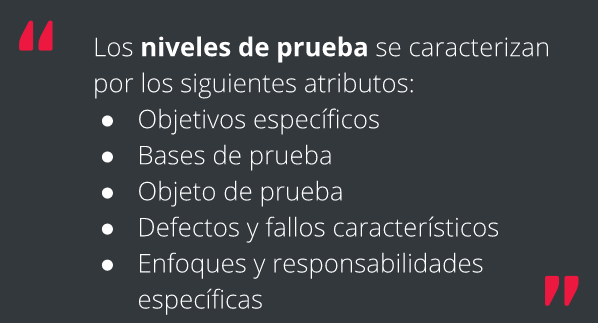 “
Los niveles de prueba se caracterizan
por los siguientes atributos:
● Objetivos específicos
● Bases de prueba
● Objeto de prueba
● Defectos y fallos característicos
● Enfoques y responsabilidades
específicas
”